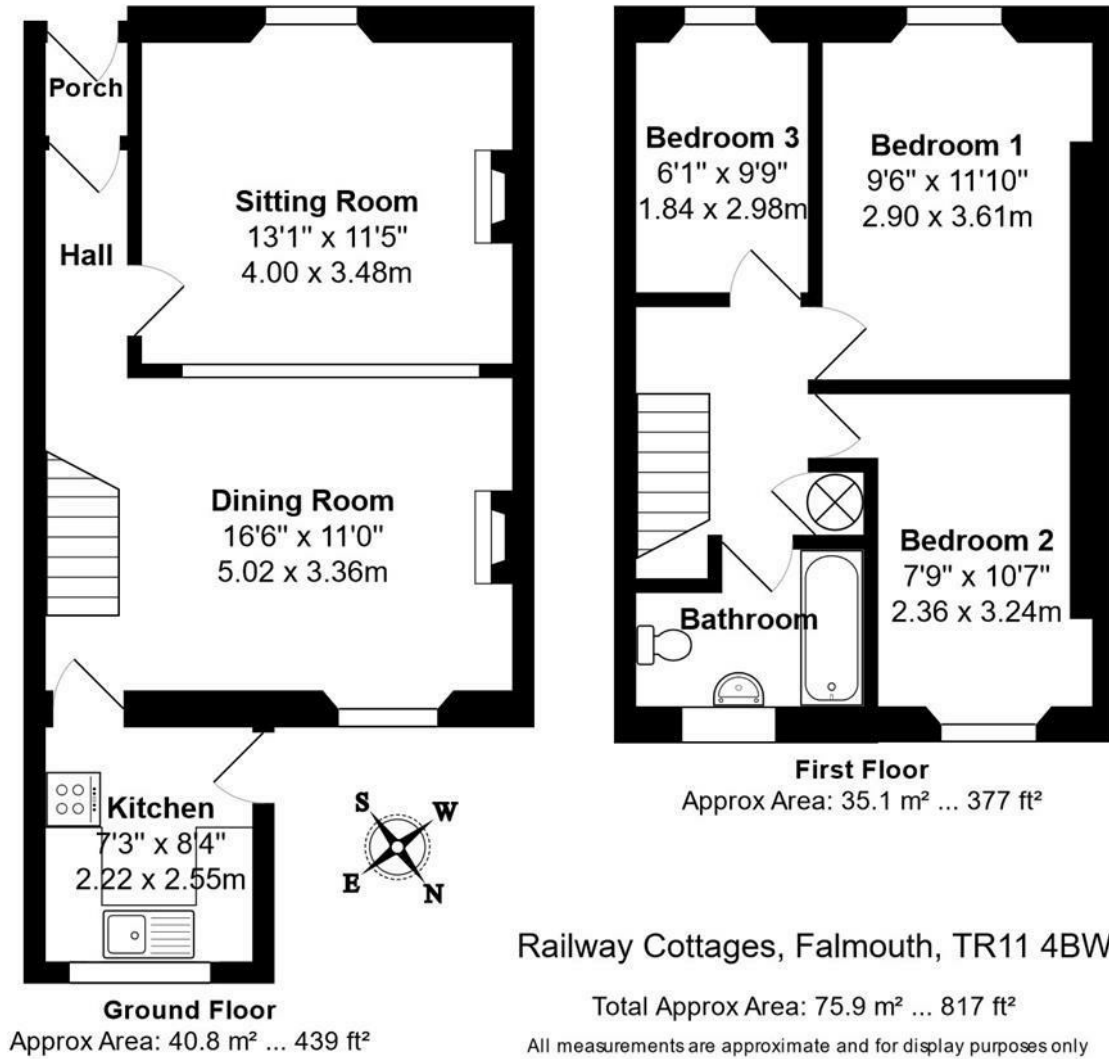 Porch
Hall
Sitting Room
13'1" x 11'5"
4.00 x 3.48m
Dining Room
16'6" x 11'0"
5.02 x 3.36m
Kitchen
7'3" x 8'4"
2.22 x 2.55m
Ground Floor
Approx Area: 40.8 m² ... 439 ft²
Bedroom 3
6'1" x 9'9"
1.84 x 2.98m
Bedroom 1
9'6" x 11'10"
2.90 x 3.61m
Bedroom 2
7'9" x 10'7"
2.36 x 3.24m
Bathroom
First Floor
Approx Area: 35.1 m² ... 377 ft²
S
W
E
N
Railway Cottages, Falmouth, TR11 4BW
Total Approx Area: 75.9 m² ... 817 ft²
All measurements are approximate and for display purposes only